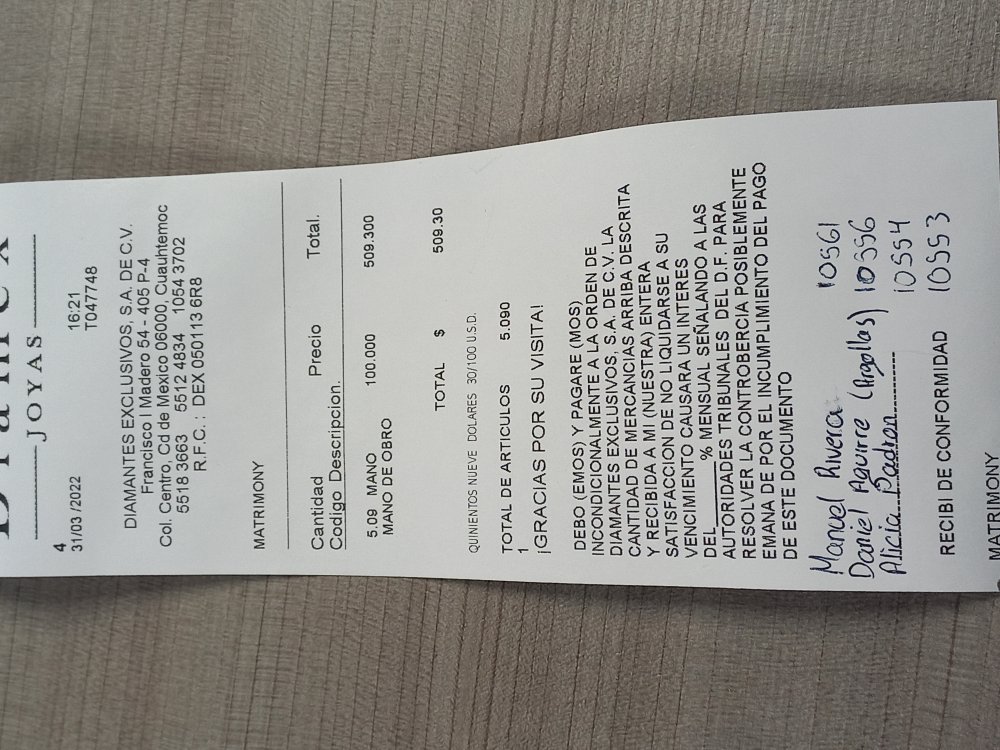 JOYAS
4
31/03 /2022 16:21
T047748
DIAMANTES EXCLUSIVOS, S.A. DE C.V.
Francisco I Madero 54 - 405 P-4
Col. Centro, Cd de Mexico 06000, Cuauhtemoc
5518 3663 5512 4834 1054 3702
R.F.C. : DEX 050113 6R8
MATRIMONY
Cantidad Precio Total.
Codigo Descripcion.
5.09 MANO 100.000 509.300
MANO DE OBRO
TOTAL $ 509.30
QUINIENTOS NUEVE DOLARES 30/100 U.S.D.
TOTAL DE ARTICULOS 5.090
1
¡GRACIAS POR SU VISITA!
DEBO (EMOS) Y PAGARE (MOS)
INCONDICIONALMENTE A LA ORDEN DE
DIAMANTES EXCLUSIVOS, S.A. DE C.V. LA
CANTIDAD DE MERCANCIAS ARRIBA DESCRITA
Y RECIBIDA A MI (NUESTRA) ENTERA
SATISFACCION DE NO LIQUIDARSE A SU
VENCIMIENTO CAUSARA UN INTERES
DEL______% MENSUAL SEÑALANDO A LAS
AUTORIDADES TRIBUNALES DEL D.F. PARA
RESOLVER LA CONTROBERCIA POSIBLEMENTE
EMANA DE POR EL INCUMPLIMIENTO DEL PAGO
DE ESTE DOCUMENTO
Manuel Rivera 10561
Daniel Aguirre (Argollas) 10556
Alicia Padron 10554
10553
RECIBI DE CONFORMIDAD
MATRIMONY